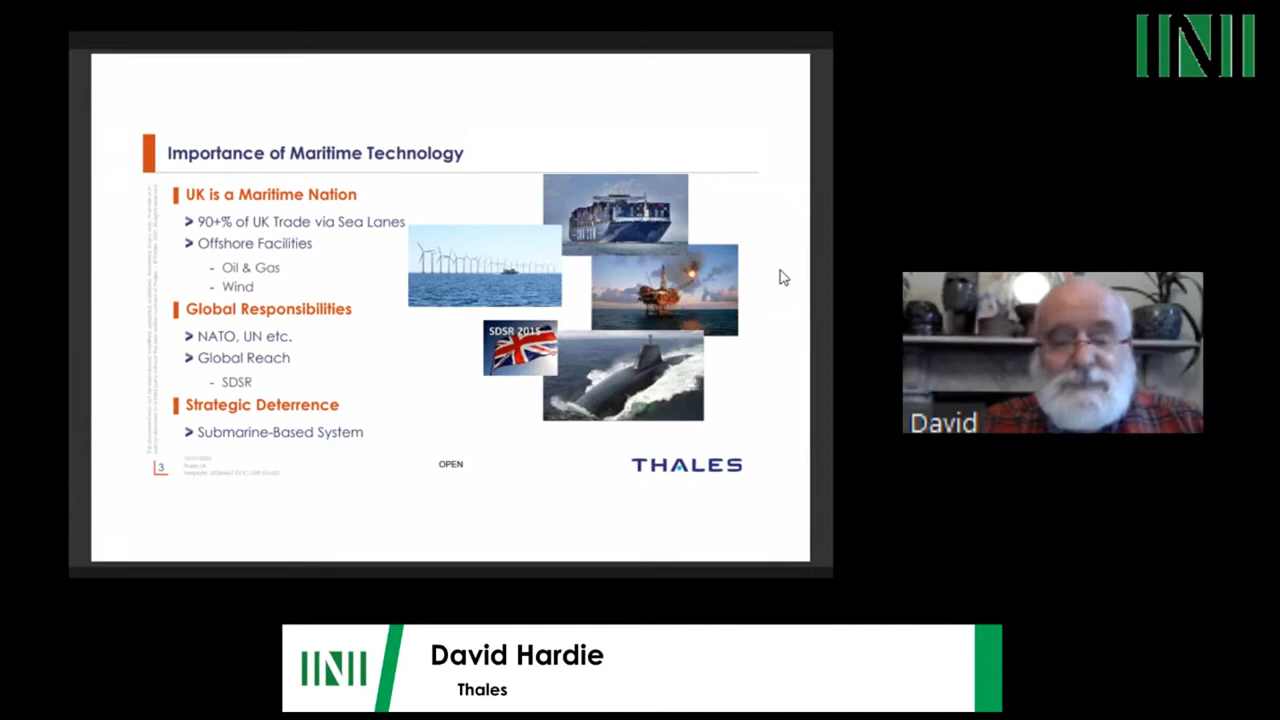 INI
Importance of Maritime Technology
UK is a Maritime Nation
90+% of UK Trade via Sea Lanes
Offshore Facilities
- Oil & Gas
- Wind
Global Responsibilities
NATO, UN etc.
Global Reach
- SDSR
Strategic Deterrence
Submarine-Based System
SDSR 2015
3
OPEN
THALES
David
INI
David Hardie
Thales